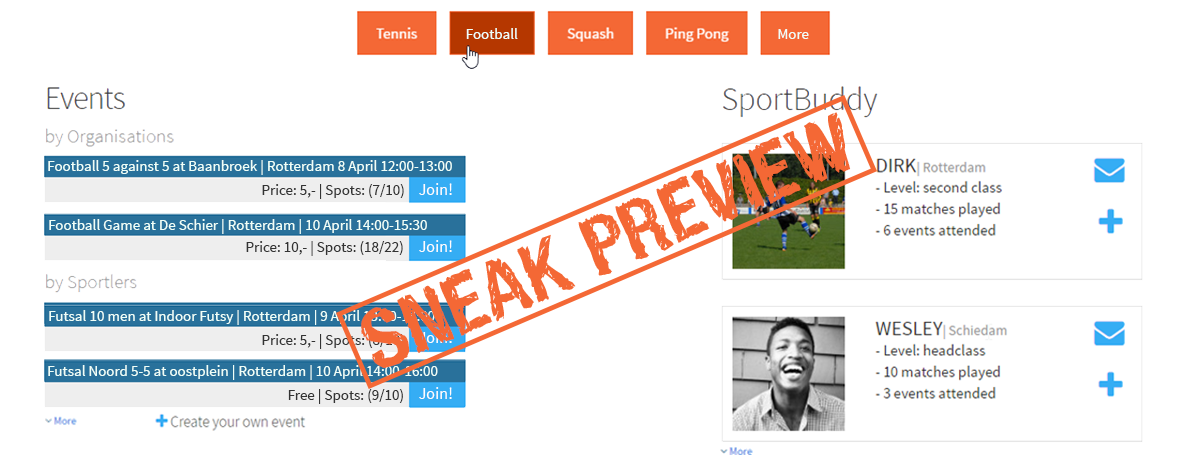 Tennis
Football
Squash
Ping Pong
More
Events
by Organisations
Football 5 against 5 at Baanbroek | Rotterdam 8 April 12:00-13:00
Price: 5,- | Spots: (7/10)
Join!
Football Game at De Schier | Rotterdam | 10 April 14:00-15:30
Price: 10,- | Spots: (18/22)
Join!
by Sportlers
Futsal 10 men at Indoor Futsy | Rotterdam | 9 April
Price: 5,- | Spots:
Join!
Futsal Noord 5-5 at oostplein | Rotterdam | 10 April 14:00-16:00
Free | Spots: (9/10)
Join!
More
Create your own event
SNEAK PREVIEW
SportBuddy
DIRK | Rotterdam
- Level: second class
- 15 matches played
- 6 events attended
WESLEY | Schiedam
- Level: headclass
- 10 matches played
- 3 events attended
More